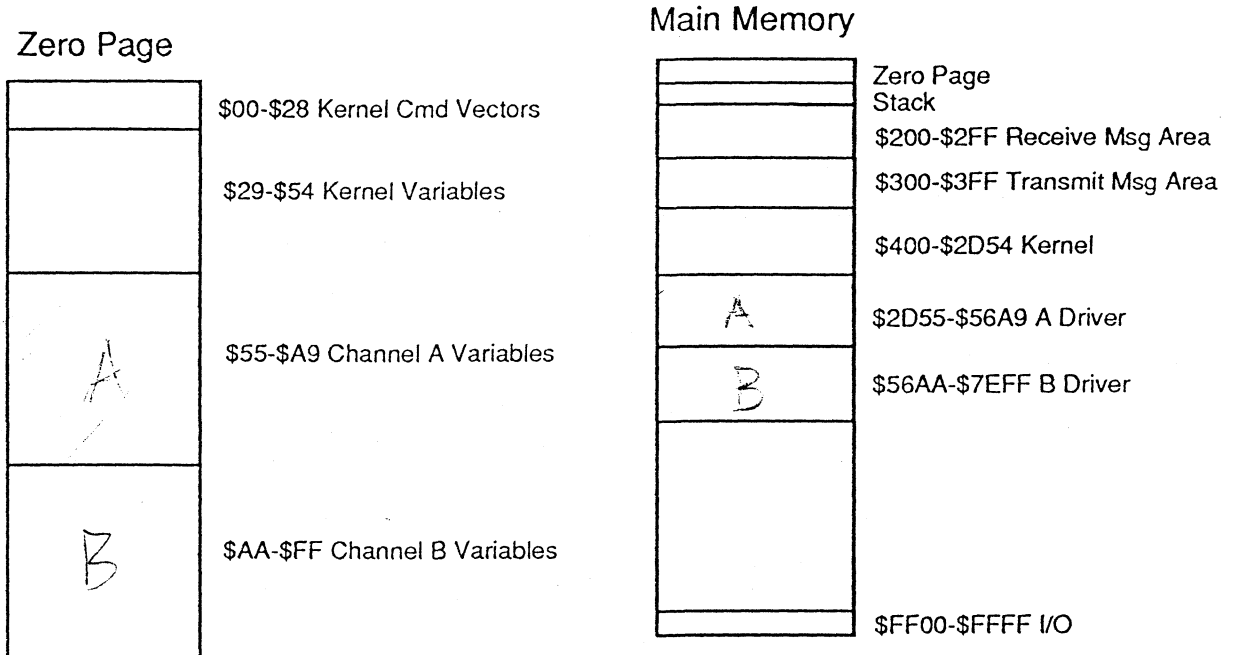 Zero Page
$00-$28 Kernel Cmd Vectors
$29-$54 Kernel Variables
A
$55-$A9 Channel A Variables
B
$AA-$FF Channel B Variables
Main Memory
Zero Page
Stack
$200-$2FF Receive Msg Area
$300-$3FF Transmit Msg Area
$400-$2D54 Kernel
A
$2D55-$56A9 A Driver
B
$56AA-$7EFF B Driver
$FF00-$FFFF I/O